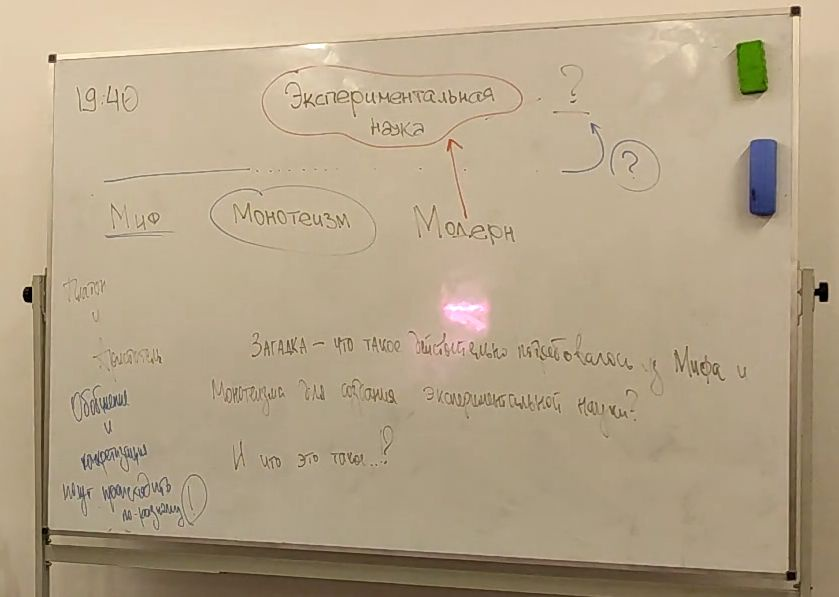 19:40
Экспериментальная
наука
?
?
Миф
Монотеизм
Модерн
Платон
и
Аристотель
Обобщение
и
конкретизация
могут происходить
по-разному !
Загадка – что такое действительно потребовалось из Мифа и
Монотеизма для создания экспериментальной науки?
И что это такое...?